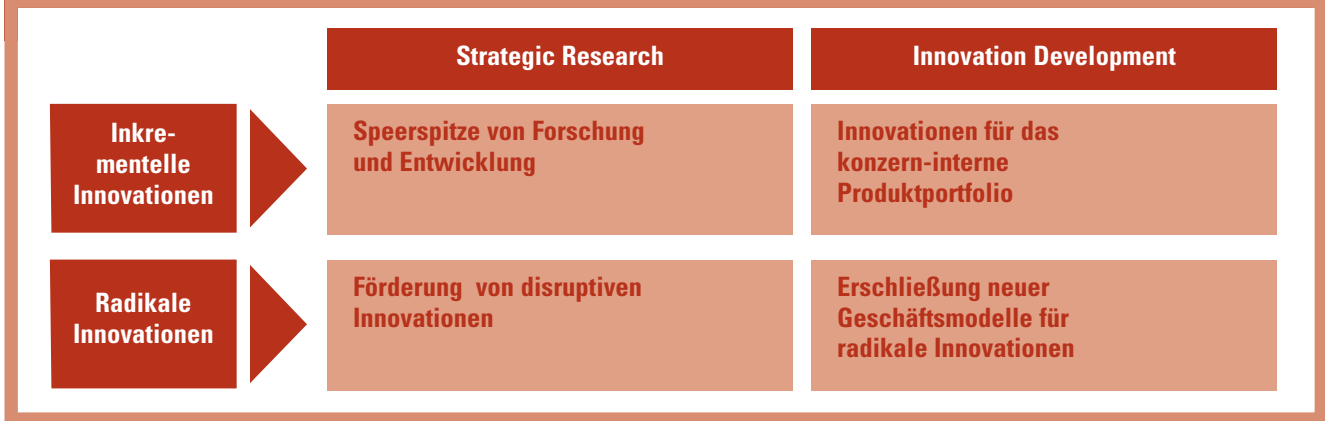 Strategic Research
Innovation Development
Inkre-
mentelle
Innovationen
Speerspitze von Forschung
und Entwicklung
Innovationen für das
konzern-interne
Produktportfolio
Radikale
Innovationen
Förderung von disruptiven
Innovationen
Erschließung neuer
Geschäftsmodelle für
radikale Innovationen